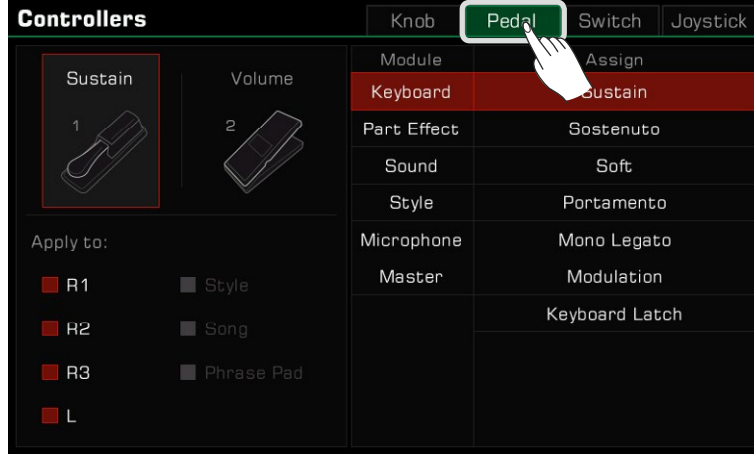 Controllers
Knob
Pedal
Switch
Joystick
Sustain
Volume
1
2
Module
Assign
Keyboard
Sustain
Part Effect
Sostenuto
Sound
Soft
Style
Portamento
Microphone
Mono Legato
Master
Modulation
Keyboard Latch
Apply to:
R1
Style
R2
Song
R3
Phrase Pad
L